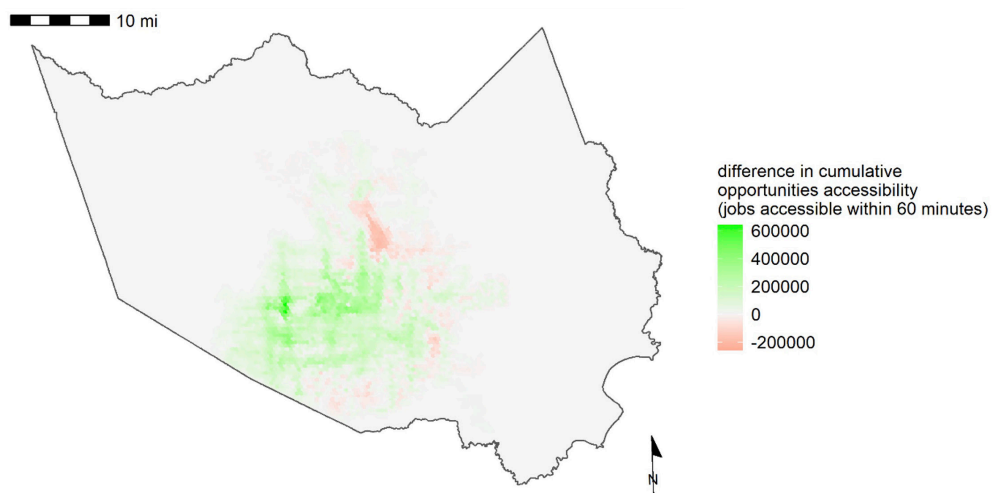 10 mi
difference in cumulative
opportunities accessibility
(jobs accessible within 60 minutes)
600000
400000
200000
0
-200000
N